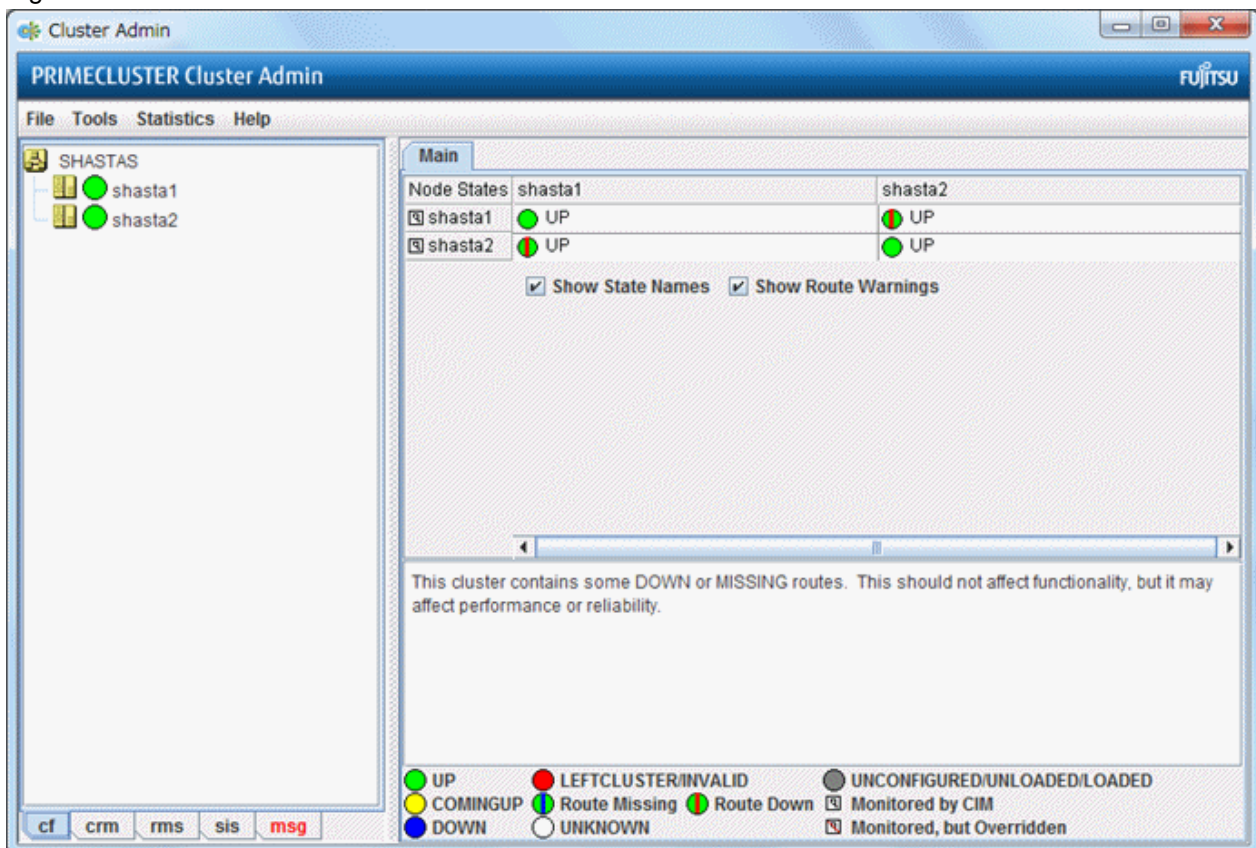 Cluster Admin
PRIMECLUSTER Cluster Admin
FUJITSU
File Tools Statistics Help
SHASTAS
shasta1
shasta2
Main
Node States shasta1 shasta2
shasta1 UP UP
shasta2 UP UP
Show State Names Show Route Warnings
This cluster contains some DOWN or MISSING routes. This should not affect functionality, but it may
affect performance or reliability.
UP LEFTCLUSTER/INVALID UNCONFIGURED/UNLOADED/LOADED
COMINGUP Route Missing Route Down Monitored by CIM
DOWN UNKNOWN Monitored, but Overridden
cf crm rms sis msg